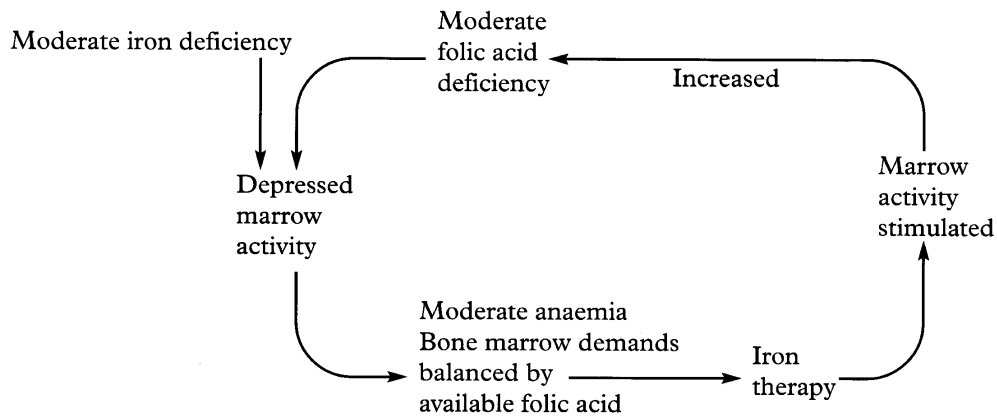 Moderate iron deficiency
Moderate
folic acid
deficiency
Increased
Depressed
marrow
activity
Marrow
activity
stimulated
Moderate anaemia
Bone marrow demands
balanced by
available folic acid
Iron
therapy